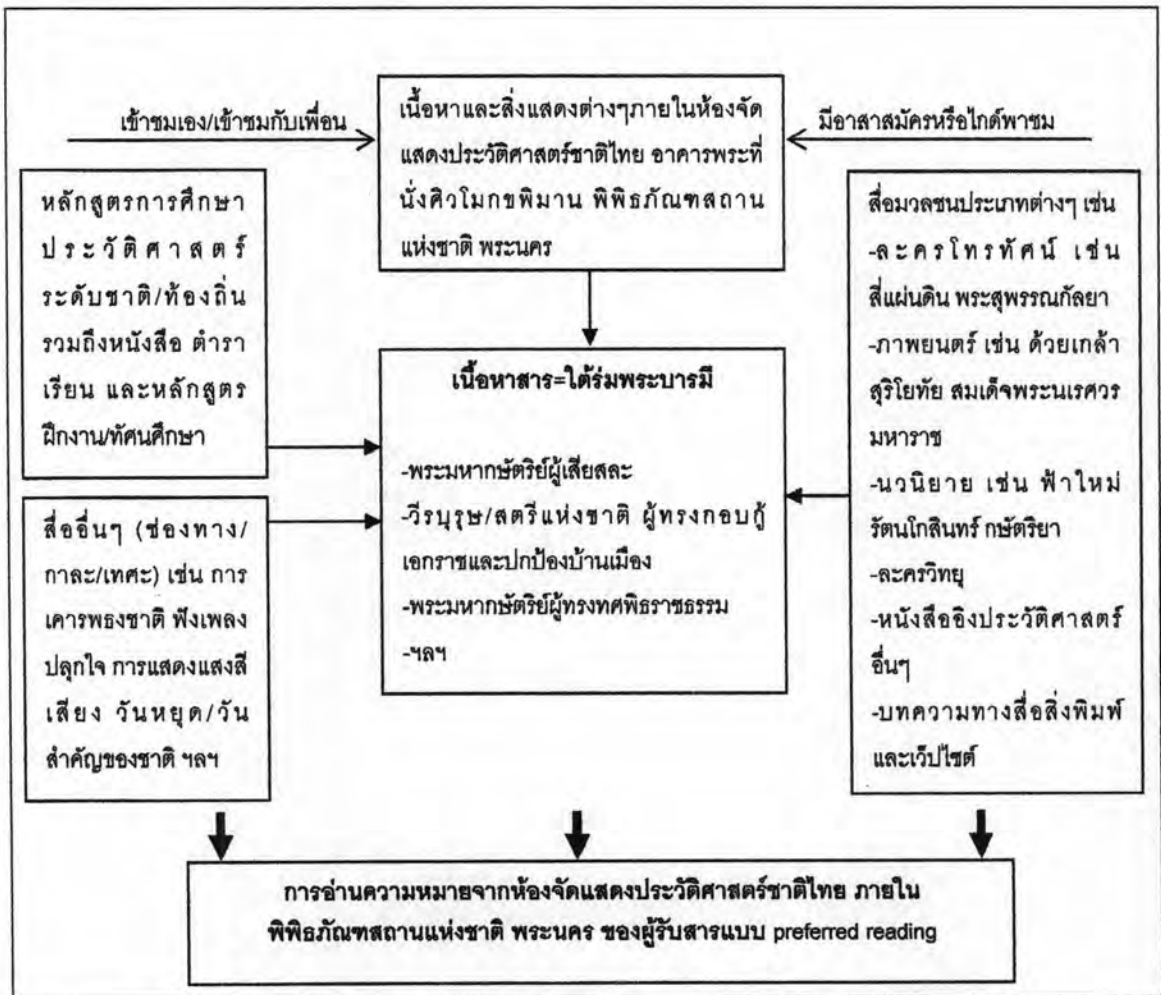 เข้าชมเอง/เข้าชมกับเพื่อน
เนื้อหาและสิ่งแสดงต่างๆภายในห้องจัด
แสดงประวัติศาสตร์ชาติไทย อาคารพระที่
นั่งศิวโมกขพิมาน พิพิธภัณฑสถาน
แห่งชาติ พระนคร
มีอาสาสมัครหรือไกด์พาชม
หลักสูตรการศึกษา
ประวัติศาสตร์
ระดับชาติ/ท้องถิ่น
รวมถึงหนังสือ ตำรา
เรียน และหลักสูตร
ฝึกงาน/ทัศนศึกษา
สื่ออื่นๆ (ช่องทาง/
กาละ/เทศะ) เช่น การ
เคารพธงชาติ ฟังเพลง
ปลุกใจ การแสดงแสงสี
เสียง วันหยุด/วัน
สำคัญของชาติ ฯลฯ
เนื้อหาสาร=ใต้ร่มพระบารมี
-พระมหากษัตริย์ผู้เสียสละ
-วีรบุรุษ/สตรีแห่งชาติ ผู้ทรงกอบกู้
เอกราชและปกป้องบ้านเมือง
-พระมหากษัตริย์ผู้ทรงทศพิธราชธรรม
-ฯลฯ
สื่อมวลชนประเภทต่างๆ เช่น
-ละครโทรทัศน์ เช่น
สี่แผ่นดิน พระสุพรรณกัลยา
-ภาพยนตร์ เช่น ด้วยเกล้า
สุริโยทัย สมเด็จพระนเรศวร
มหาราช
-นวนิยาย เช่น ฟ้าใหม่
รัตนโกสินทร์ กษัตริยา
-ละครวิทยุ
-หนังสืออิงประวัติศาสตร์
อื่นๆ
-บทความทางสื่อสิ่งพิมพ์
และเว็ปไซต์
การอ่านความหมายจากห้องจัดแสดงประวัติศาสตร์ชาติไทย ภายใน
พิพิธภัณฑสถานแห่งชาติ พระนคร ของผู้รับสารแบบ preferred reading